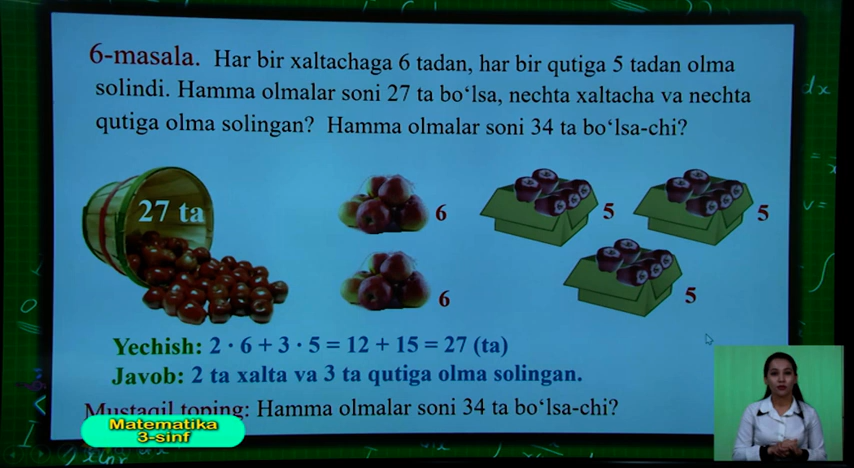 6-masala. Har bir xaltachaga 6 tadan, har bir qutiga 5 tadan olma
solindi. Hamma olmalar soni 27 ta bo‘lsa, nechta xaltacha va nechta
qutiga olma solingan? Hamma olmalar soni 34 ta bo‘lsa-chi?
27 ta
6
5
5
6
5
Yechish: 2 · 6 + 3 · 5 = 12 + 15 = 27 (ta)
Javob: 2 ta xalta va 3 ta qutiga olma solingan.
Mustaqil toping: Hamma olmalar soni 34 ta bo‘lsa-chi?
Matematika
3-sinf